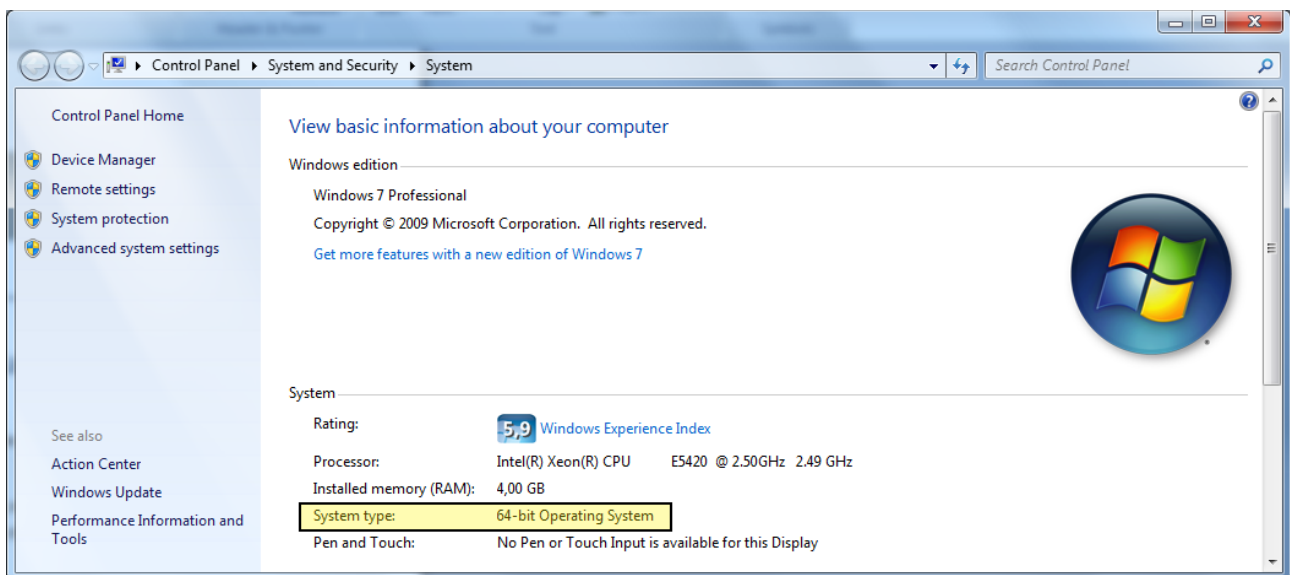 Control Panel ▸ System and Security ▸ System
Search Control Panel
Control Panel Home
Device Manager
Remote settings
System protection
Advanced system settings
See also
Action Center
Windows Update
Performance Information and
Tools
View basic information about your computer
Windows edition
Windows 7 Professional
Copyright © 2009 Microsoft Corporation. All rights reserved.
Get more features with a new edition of Windows 7
System
Rating: 5,9 Windows Experience Index
Processor: Intel(R) Xeon(R) CPU E5420 @ 2.50GHz 2.49 GHz
Installed memory (RAM): 4,00 GB
System type: 64-bit Operating System
Pen and Touch: No Pen or Touch Input is available for this Display